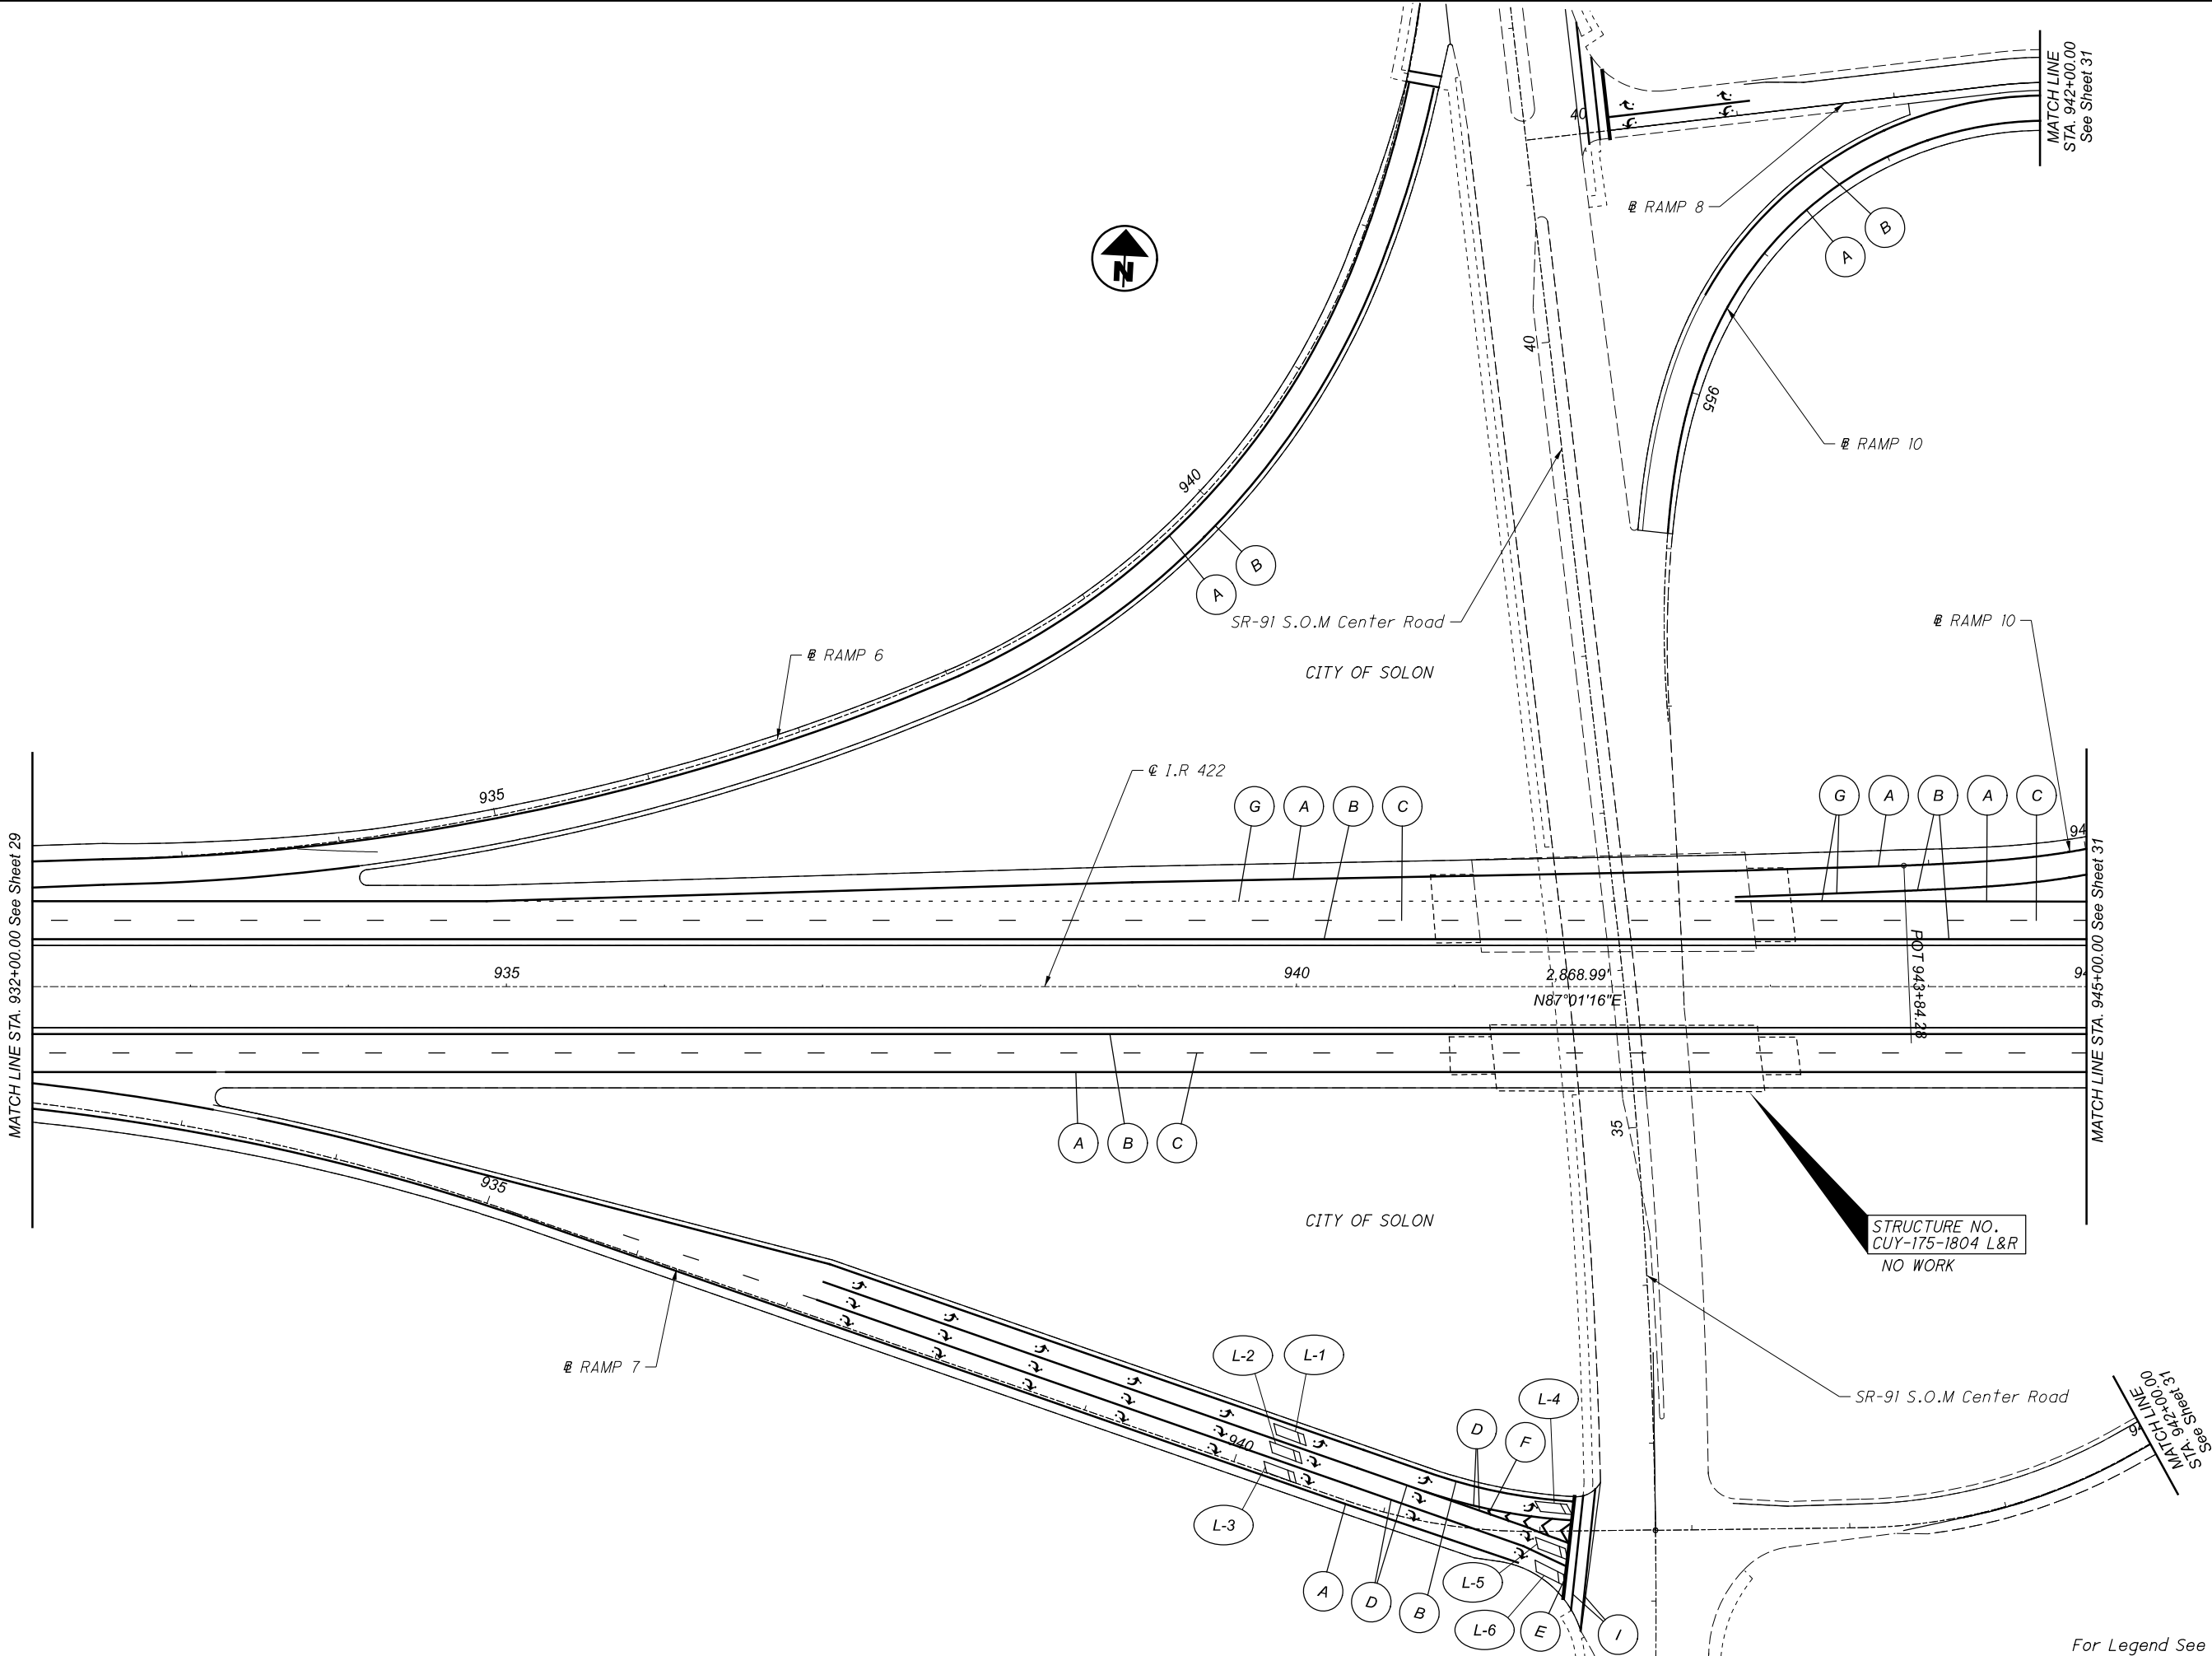 MATCH LINE
STA. 942+00.00
See Sheet 31
40
RAMP 8
B
A
N
40
955
RAMP 10
940
B
A
SR-91 S.O.M Center Road
RAMP 10
RAMP 6
CITY OF SOLON
℄ I.R 422
935
G A B C
G A B A C
94
MATCH LINE STA. 932+00.00 See Sheet 29
MATCH LINE STA. 945+00.00 See Sheet 31
POT 943+84.28
935
940
2,868.99'
94
N87°01'16"E
35
A B C
935
CITY OF SOLON
STRUCTURE NO.
CUY-175-1804 L&R
NO WORK
RAMP 7
L-2 L-1
L-4
SR-91 S.O.M Center Road
MATCH LINE
STA. 942+00.00
See Sheet 31
D
F
940
L-3
L-5
A
D
B
L-6
E
I
For Legend See